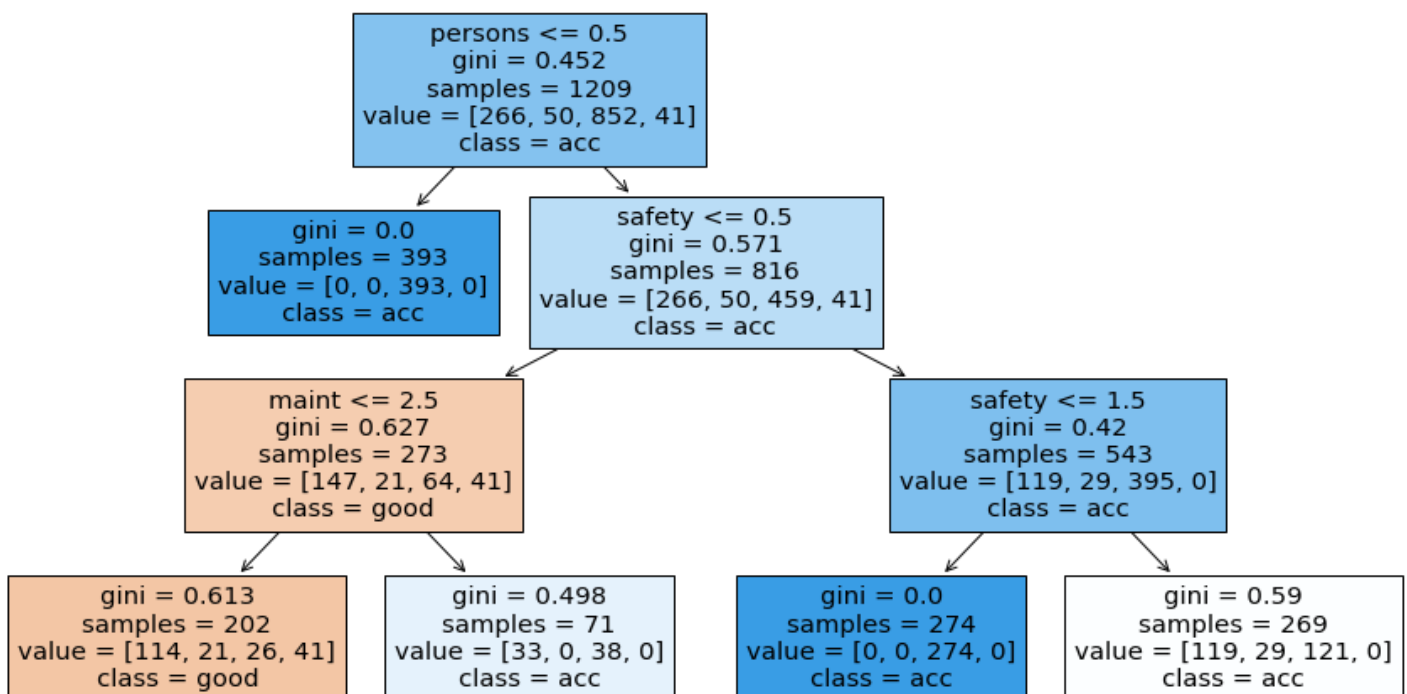 persons <= 0.5
gini = 0.452
samples = 1209
value = [266, 50, 852, 41]
class = acc
gini = 0.0
samples = 393
value = [0, 0, 393, 0]
class = acc
safety <= 0.5
gini = 0.571
samples = 816
value = [266, 50, 459, 41]
class = acc
maint <= 2.5
gini = 0.627
samples = 273
value = [147, 21, 64, 41]
class = good
safety <= 1.5
gini = 0.42
samples = 543
value = [119, 29, 395, 0]
class = acc
gini = 0.613
samples = 202
value = [114, 21, 26, 41]
class = good
gini = 0.498
samples = 71
value = [33, 0, 38, 0]
class = acc
gini = 0.0
samples = 274
value = [0, 0, 274, 0]
class = acc
gini = 0.59
samples = 269
value = [119, 29, 121, 0]
class = acc